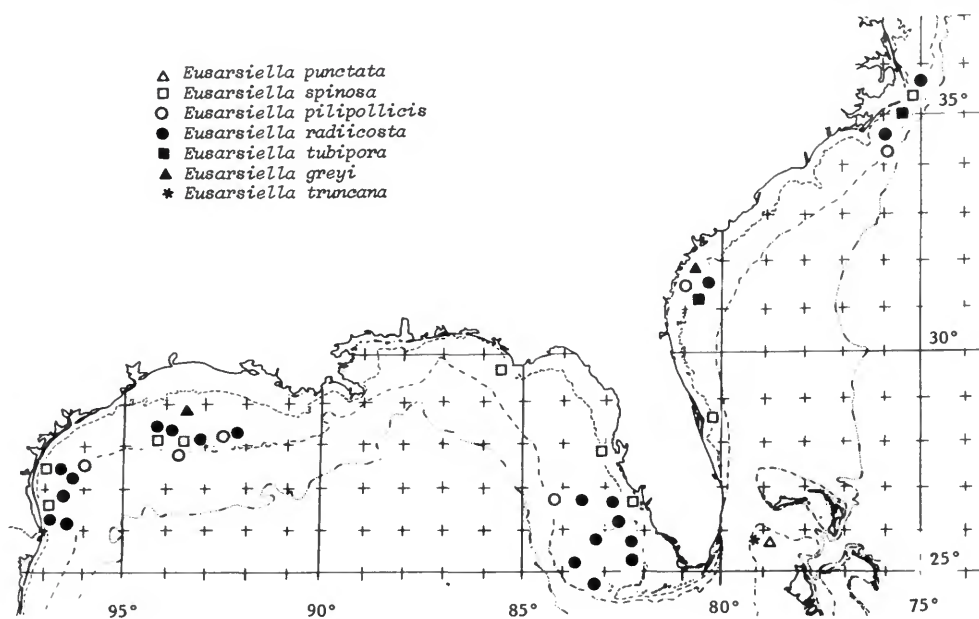 △ Eusarsiella punctata
□ Eusarsiella spinosa
○ Eusarsiella pilipollicis
● Eusarsiella radiicosta
■ Eusarsiella tubipora
▲ Eusarsiella greyi
* Eusarsiella truncana
35°
30°
25°
95° 90° 85° 80° 75°